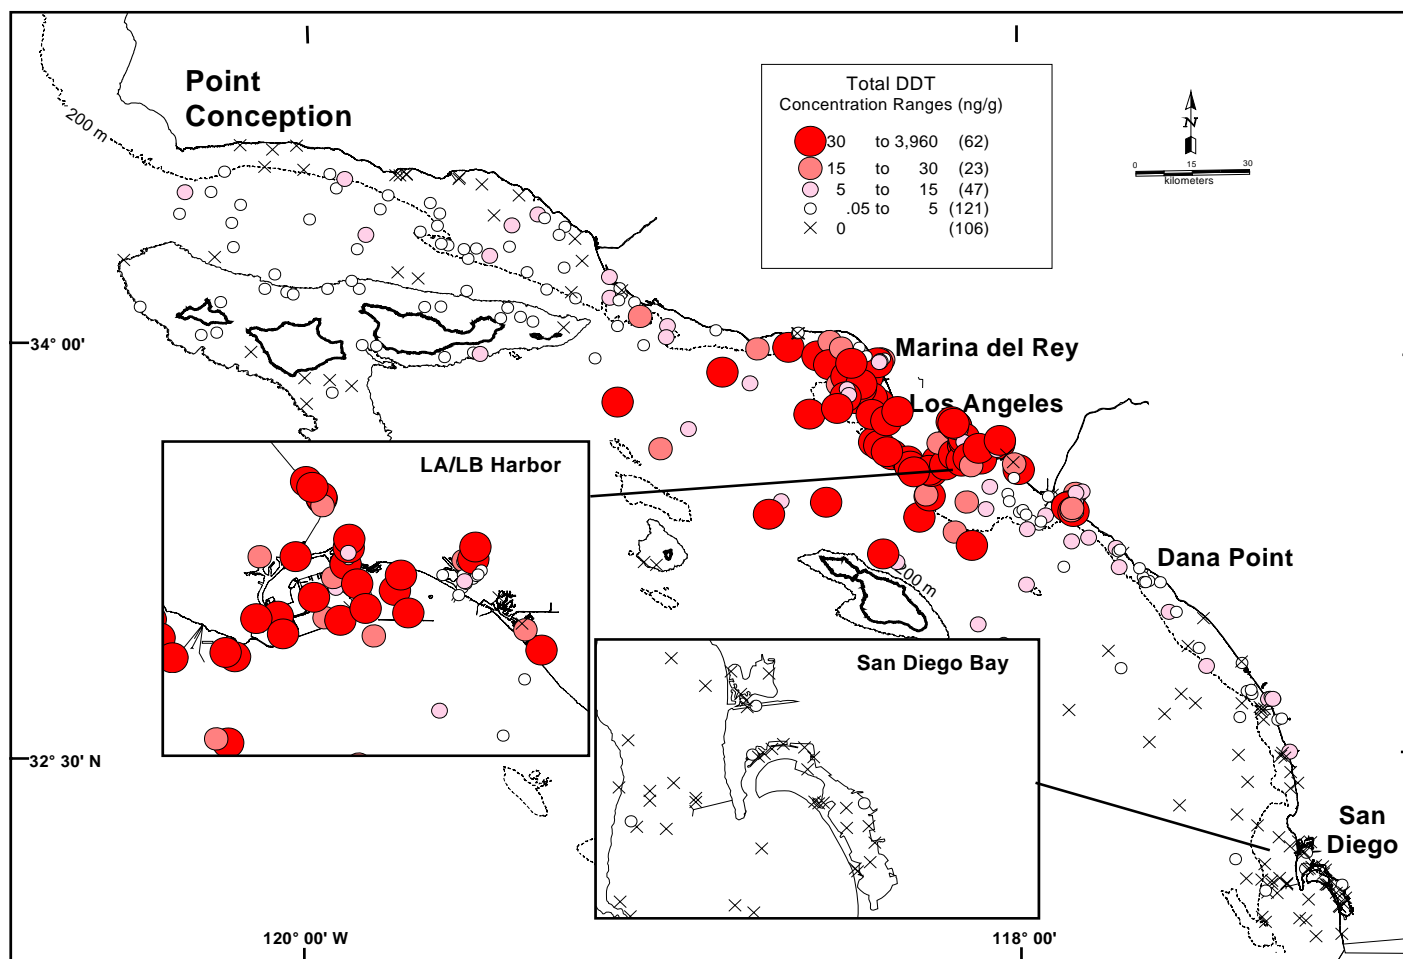 Point
Conception
200 m
Total DDT
Concentration Ranges (ng/g)
30 to 3,960 (62)
15 to 30 (23)
5 to 15 (47)
.05 to 5 (121)
0 (106)
N
0 15 30
kilometers
34° 00'
Marina del Rey
Los Angeles
LA/LB Harbor
Dana Point
200 m
San Diego Bay
32° 30' N
San
Diego
120° 00' W
118° 00'